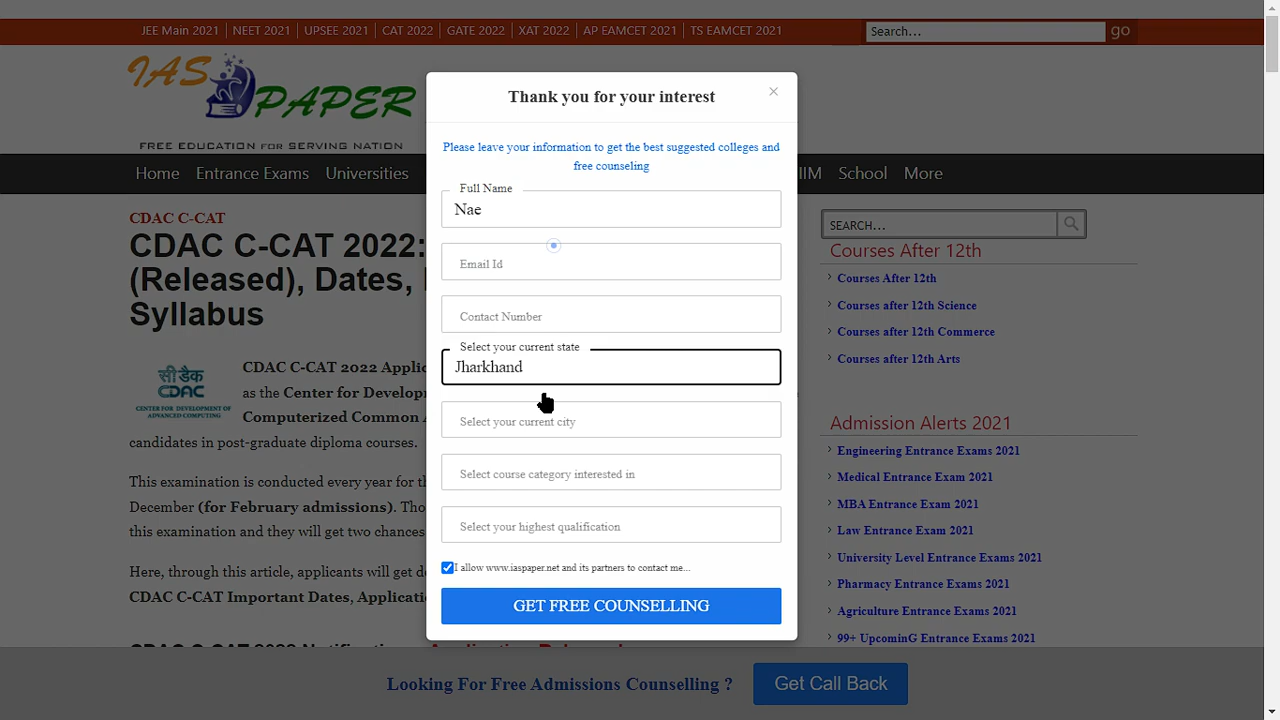 JEE Main 2021 NEET 2021 UPSEE 2021 CAT 2022 GATE 2022 XAT 2022 AP EAMCET 2021 TS EAMCET 2021 Search... go
IAS PAPER
FREE EDUCATION FOR SERVING NATION
Home Entrance Exams Universities IIM School More
Thank you for your interest
×
Please leave your information to get the best suggested colleges and
free counseling
Full Name
Nae
Email Id
Contact Number
Select your current state
Jharkhand
Select your current city
Select course category interested in
Select your highest qualification
I allow www.iaspaper.net and its partners to contact me...
GET FREE COUNSELLING
CDAC C-CAT
CDAC C-CAT 2022:
(Released), Dates,
Syllabus
सी डैक
CDAC
CENTRE FOR DEVELOPMENT OF
ADVANCED COMPUTING
CDAC C-CAT 2022 Applic
as the Center for Develop
Computerized Common
candidates in post-graduate diploma courses.
This examination is conducted every year for th
December (for February admissions). Tho
this examination and they will get two chances
Here, through this article, applicants will get de
CDAC C-CAT Important Dates, Applicatio
SEARCH...
Courses After 12th
Courses After 12th
Courses after 12th Science
Courses after 12th Commerce
Courses after 12th Arts
Admission Alerts 2021
Engineering Entrance Exams 2021
Medical Entrance Exam 2021
MBA Entrance Exam 2021
Law Entrance Exam 2021
University Level Entrance Exams 2021
Pharmacy Entrance Exams 2021
Agriculture Entrance Exams 2021
99+ UpcominG Entrance Exams 2021
Looking For Free Admissions Counselling ?
Get Call Back